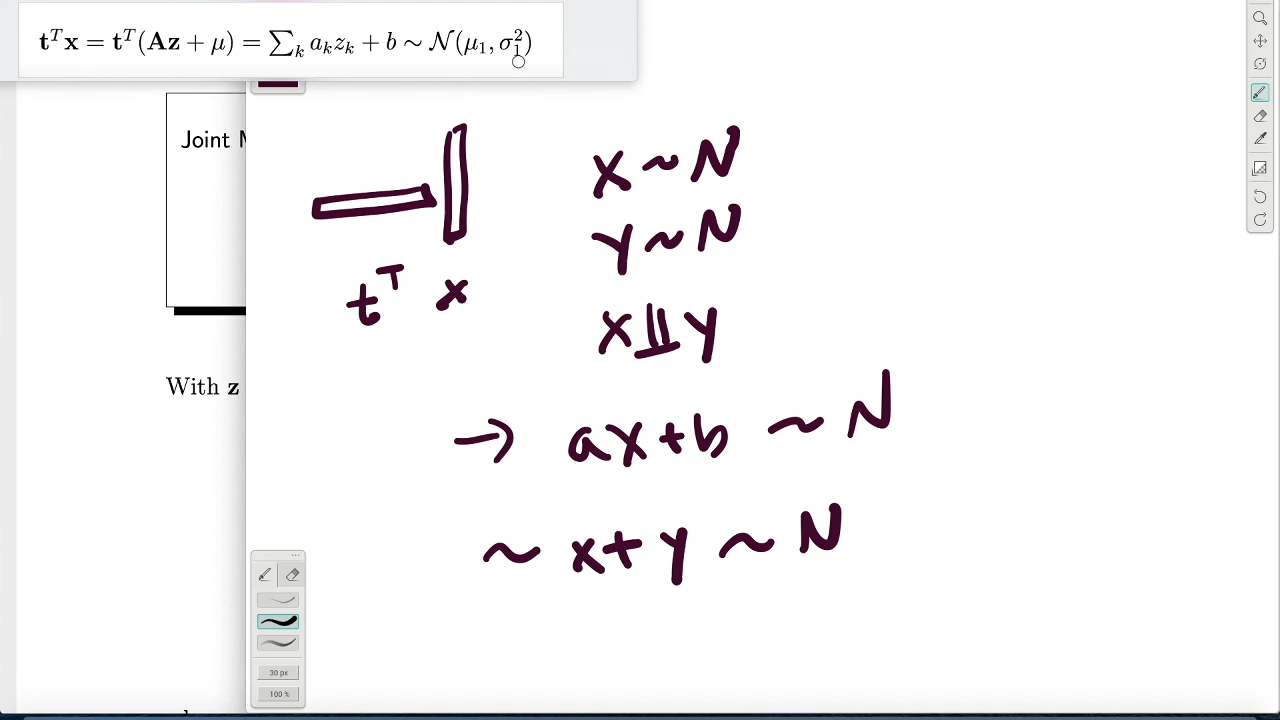 𝐭ᵀ𝐱 = 𝐭ᵀ(𝐀𝐳 + μ) = ∑ₖ aₖzₖ + b ∼ 𝒩(μ₁, σ₁²)
Joint M
With 𝐳
x ~ N
y ~ N
tᵀ x
x ⫫ y
→ ax+b ~ N
~ x+y ~ N
30 px
100 %